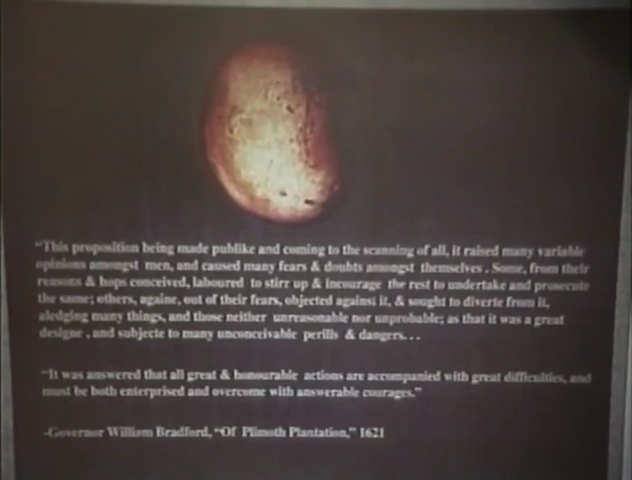 "This proposition being made publike and coming to the scanning of all, it raised many variable
opinions amongst men, and caused many fears & doubts amongst themselves. Some, from their
reasons & hops conceived, laboured to stirr up & incourage the rest to undertake and prosecute
the same; others, againe, out of their fears, objected against it, & sought to diverte from it,
aledging many things, and those neither unreasonable nor unprobable; as that it was a great
designe, and subjecte to many unconceivable perills & dangers...
"It was answered that all great & honourable actions are accompanied with great difficulties, and
must be both enterprised and overcome with answerable courages."
-Governor William Bradford, "Of Plimoth Plantation," 1621